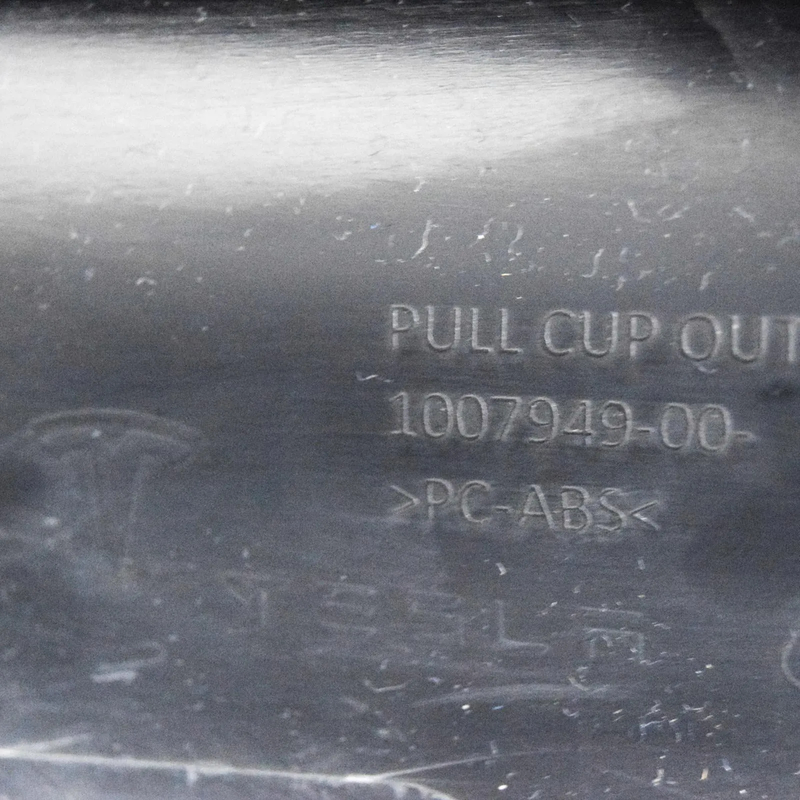 PULL CUP OUT
1007949-00-
>PC-ABS<